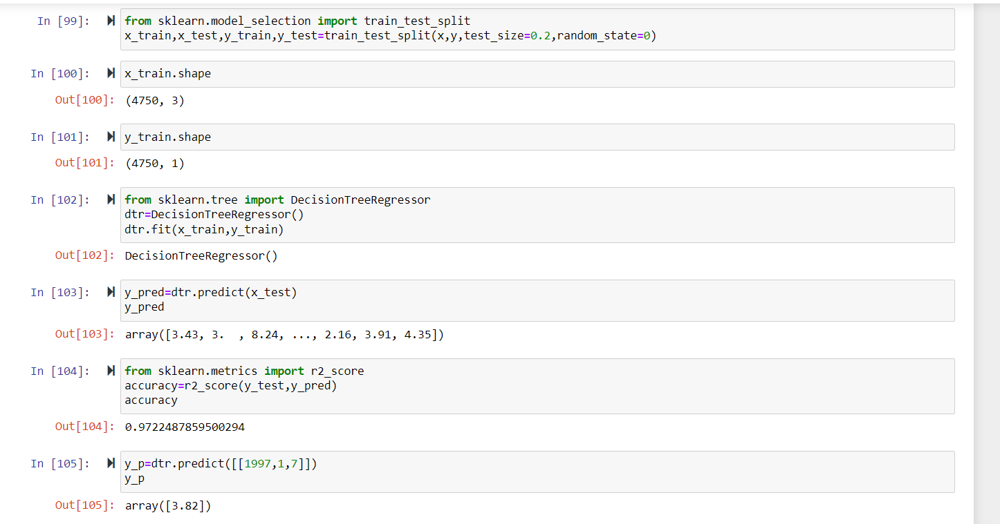 In [99]: from sklearn.model_selection import train_test_split
x_train,x_test,y_train,y_test=train_test_split(x,y,test_size=0.2,random_state=0)
In [100]: x_train.shape
Out[100]: (4750, 3)
In [101]: y_train.shape
Out[101]: (4750, 1)
In [102]: from sklearn.tree import DecisionTreeRegressor
dtr=DecisionTreeRegressor()
dtr.fit(x_train,y_train)
Out[102]: DecisionTreeRegressor()
In [103]: y_pred=dtr.predict(x_test)
y_pred
Out[103]: array([3.43, 3.  , 8.24, ..., 2.16, 3.91, 4.35])
In [104]: from sklearn.metrics import r2_score
accuracy=r2_score(y_test,y_pred)
accuracy
Out[104]: 0.9722487859500294
In [105]: y_p=dtr.predict([[1997,1,7]])
y_p
Out[105]: array([3.82])